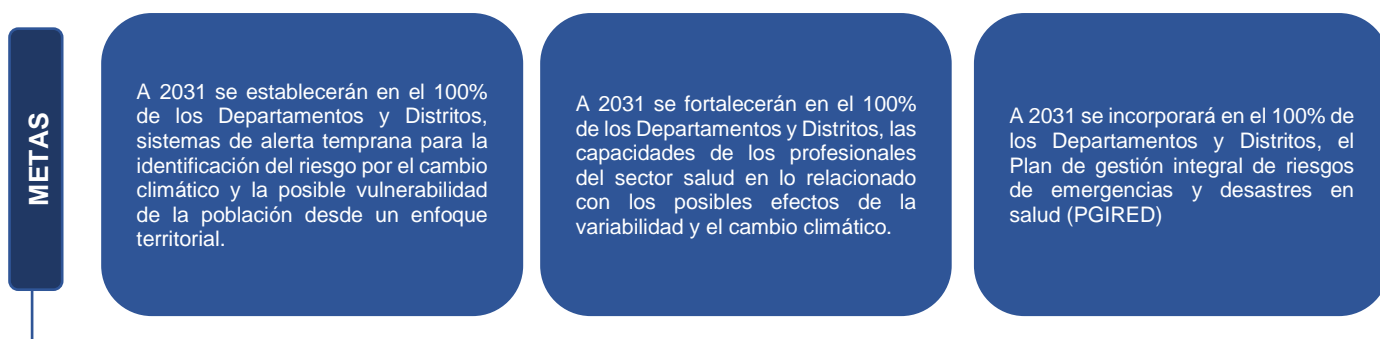 METAS
A 2031 se establecerán en el 100%
de los Departamentos y Distritos,
sistemas de alerta temprana para la
identificación del riesgo por el cambio
climático y la posible vulnerabilidad
de la población desde un enfoque
territorial.
A 2031 se fortalecerán en el 100%
de los Departamentos y Distritos, las
capacidades de los profesionales
del sector salud en lo relacionado
con los posibles efectos de la
variabilidad y el cambio climático.
A 2031 se incorporará en el 100% de
los Departamentos y Distritos, el
Plan de gestión integral de riesgos
de emergencias y desastres en
salud (PGIRED)